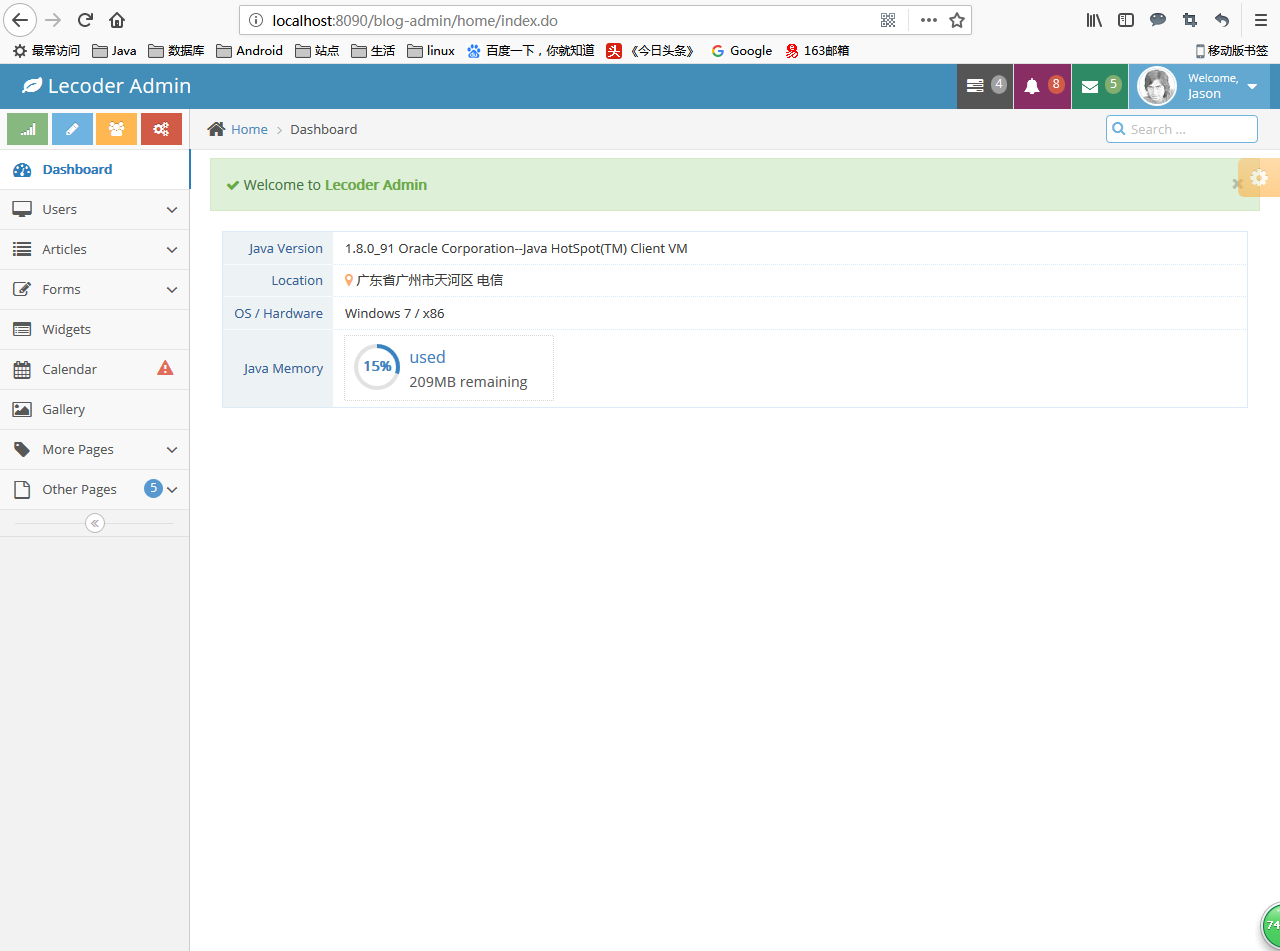 localhost:8090/blog-admin/home/index.do
最常访问 Java 数据库 Android 站点 生活 linux 百度一下，你就知道 头 《今日头条》 Google 163邮箱 移动版书签
Lecoder Admin 4 8 5 Welcome,
Jason
Home Dashboard Search ...
Dashboard
Users
Articles
Forms
Widgets
Calendar
Gallery
More Pages
Other Pages 5
Welcome to Lecoder Admin
Java Version 1.8.0_91 Oracle Corporation--Java HotSpot(TM) Client VM
Location 广东省广州市天河区 电信
OS / Hardware Windows 7 / x86
Java Memory 15% used
209MB remaining
74